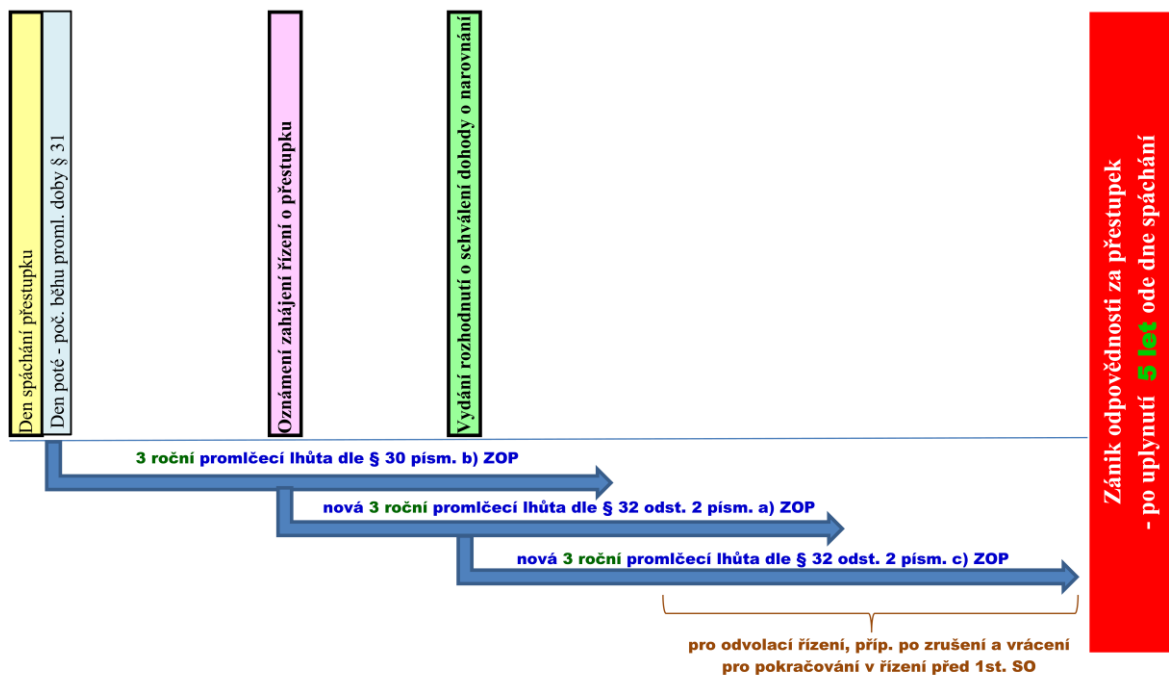 Den spáchání přestupku
Den poté - poč. běhu proml. doby § 31
Oznámení zahájení řízení o přestupku
Vydání rozhodnutí o schválení dohody o narovnání
Zánik odpovědnosti za přestupek
- po uplynutí 5 let ode dne spáchání
3 roční promlčecí lhůta dle § 30 písm. b) ZOP
nová 3 roční promlčecí lhůta dle § 32 odst. 2 písm. a) ZOP
nová 3 roční promlčecí lhůta dle § 32 odst. 2 písm. c) ZOP
pro odvolací řízení, příp. po zrušení a vrácení
pro pokračování v řízení před 1st. SO